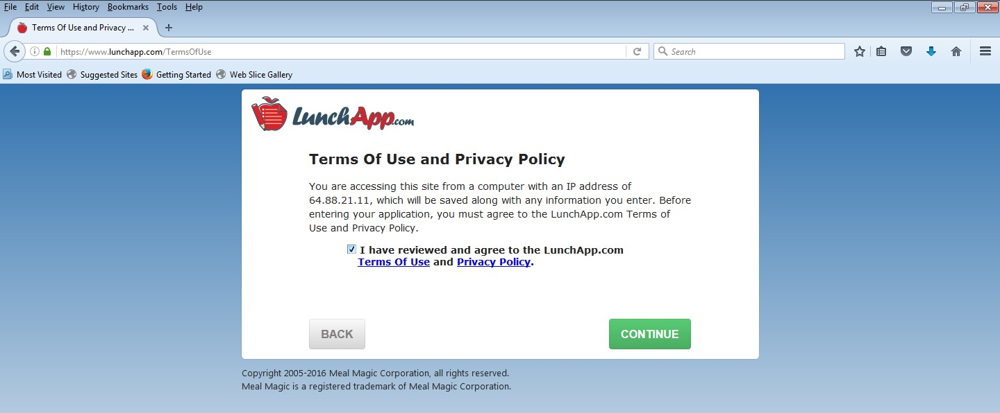 File Edit View History Bookmarks Tools Help
Terms Of Use and Privacy ...
https://www.lunchapp.com/TermsOfUse
Search
Most Visited Suggested Sites Getting Started Web Slice Gallery
LunchApp.com
Terms Of Use and Privacy Policy
You are accessing this site from a computer with an IP address of
64.88.21.11, which will be saved along with any information you enter. Before
entering your application, you must agree to the LunchApp.com Terms of
Use and Privacy Policy.
I have reviewed and agree to the LunchApp.com
Terms Of Use and Privacy Policy.
BACK CONTINUE
Copyright 2005-2016 Meal Magic Corporation, all rights reserved.
Meal Magic is a registered trademark of Meal Magic Corporation.